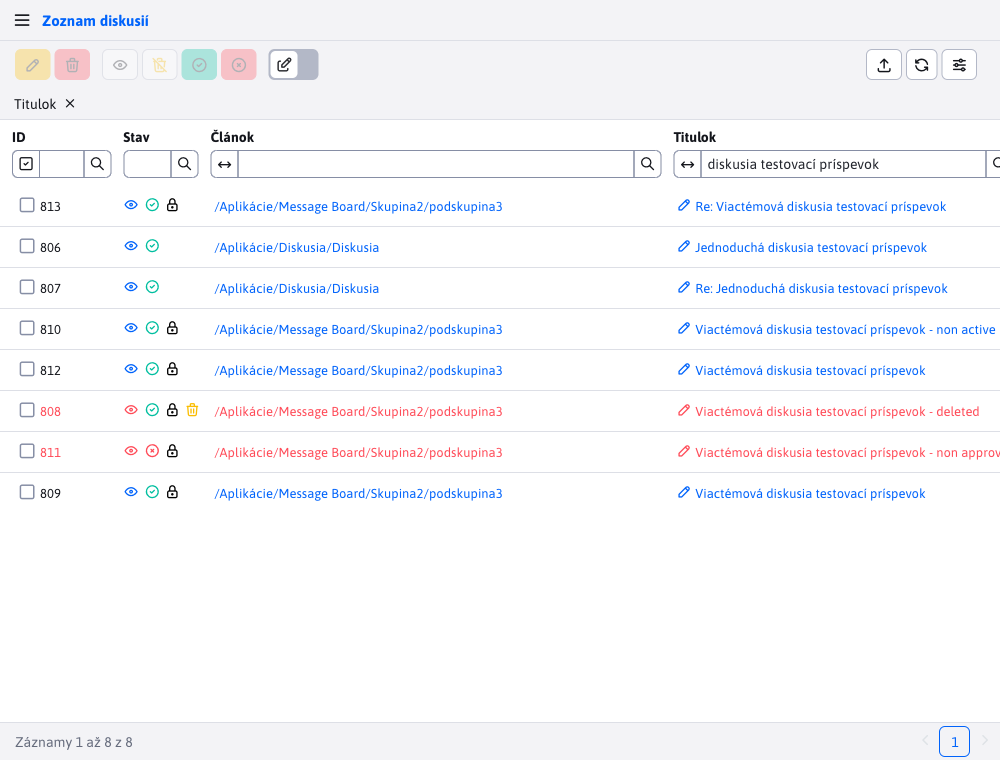 Zoznam diskusií
Titulok
ID Stav Článok Titulok
diskusia testovací príspevok
813 /Aplikácie/Message Board/Skupina2/podskupina3 Re: Viactémová diskusia testovací príspevok
806 /Aplikácie/Diskusia/Diskusia Jednoduchá diskusia testovací príspevok
807 /Aplikácie/Diskusia/Diskusia Re: Jednoduchá diskusia testovací príspevok
810 /Aplikácie/Message Board/Skupina2/podskupina3 Viactémová diskusia testovací príspevok - non active
812 /Aplikácie/Message Board/Skupina2/podskupina3 Viactémová diskusia testovací príspevok
808 /Aplikácie/Message Board/Skupina2/podskupina3 Viactémová diskusia testovací príspevok - deleted
811 /Aplikácie/Message Board/Skupina2/podskupina3 Viactémová diskusia testovací príspevok - non approv
809 /Aplikácie/Message Board/Skupina2/podskupina3 Viactémová diskusia testovací príspevok
Záznamy 1 až 8 z 8 1